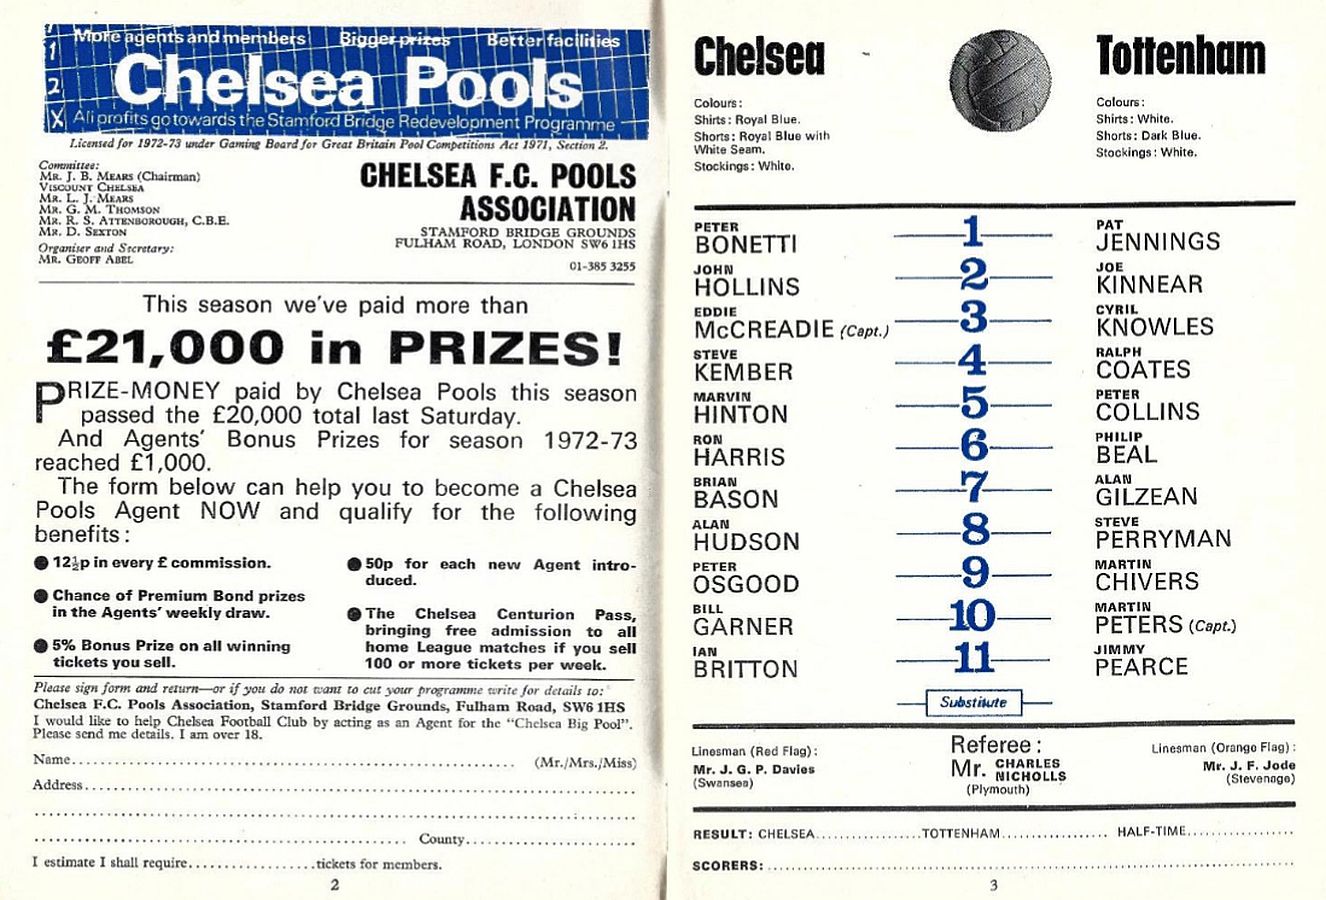 More agents and members Bigger prizes Better facilities
1
2
X
Chelsea Pools
All profits go towards the Stamford Bridge Redevelopment Programme
Licensed for 1972-73 under Gaming Board for Great Britain Pool Competitions Act 1971, Section 2.
Committee:
MR. J. B. MEARS (Chairman)
VISCOUNT CHELSEA
MR. L. J. MEARS
MR. G. M. THOMSON
MR. R. S. ATTENBOROUGH, C.B.E.
MR. D. SEXTON
Organiser and Secretary:
MR. GEOFF ABEL
CHELSEA F.C. POOLS
ASSOCIATION
STAMFORD BRIDGE GROUNDS
FULHAM ROAD, LONDON SW6 1HS
01-385 3255
This season we've paid more than
£21,000 in PRIZES!
PRIZE-MONEY paid by Chelsea Pools this season
passed the £20,000 total last Saturday.
And Agents' Bonus Prizes for season 1972-73
reached £1,000.
The form below can help you to become a Chelsea
Pools Agent NOW and qualify for the following
benefits:
● 12½p in every £ commission.
● Chance of Premium Bond prizes
in the Agents' weekly draw.
● 5% Bonus Prize on all winning
tickets you sell.
● 50p for each new Agent intro-
duced.
● The Chelsea Centurion Pass,
bringing free admission to all
home League matches if you sell
100 or more tickets per week.
Please sign form and return—or if you do not want to cut your programme write for details to:
Chelsea F.C. Pools Association, Stamford Bridge Grounds, Fulham Road, SW6 1HS
I would like to help Chelsea Football Club by acting as an Agent for the "Chelsea Big Pool".
Please send me details. I am over 18.
Name.......... (Mr./Mrs./Miss)
Address..........
.......... County..........
I estimate I shall require..........tickets for members.
2
Chelsea
Colours:
Shirts: Royal Blue.
Shorts: Royal Blue with
White Seam.
Stockings: White.
Tottenham
Colours:
Shirts: White.
Shorts: Dark Blue.
Stockings: White.
PETER BONETTI 1 PAT JENNINGS
JOHN HOLLINS 2 JOE KINNEAR
EDDIE McCREADIE (Capt.) 3 CYRIL KNOWLES
STEVE KEMBER 4 RALPH COATES
MARVIN HINTON 5 PETER COLLINS
RON HARRIS 6 PHILIP BEAL
BRIAN BASON 7 ALAN GILZEAN
ALAN HUDSON 8 STEVE PERRYMAN
PETER OSGOOD 9 MARTIN CHIVERS
BILL GARNER 10 MARTIN PETERS (Capt.)
IAN BRITTON 11 JIMMY PEARCE
Substitute
Linesman (Red Flag):
Mr. J. G. P. Davies
(Swansea)
Referee:
Mr. CHARLES NICHOLLS
(Plymouth)
Linesman (Orange Flag):
Mr. J. F. Jode
(Stevenage)
RESULT: CHELSEA..........TOTTENHAM.......... HALF-TIME..........
SCORERS:..........
3